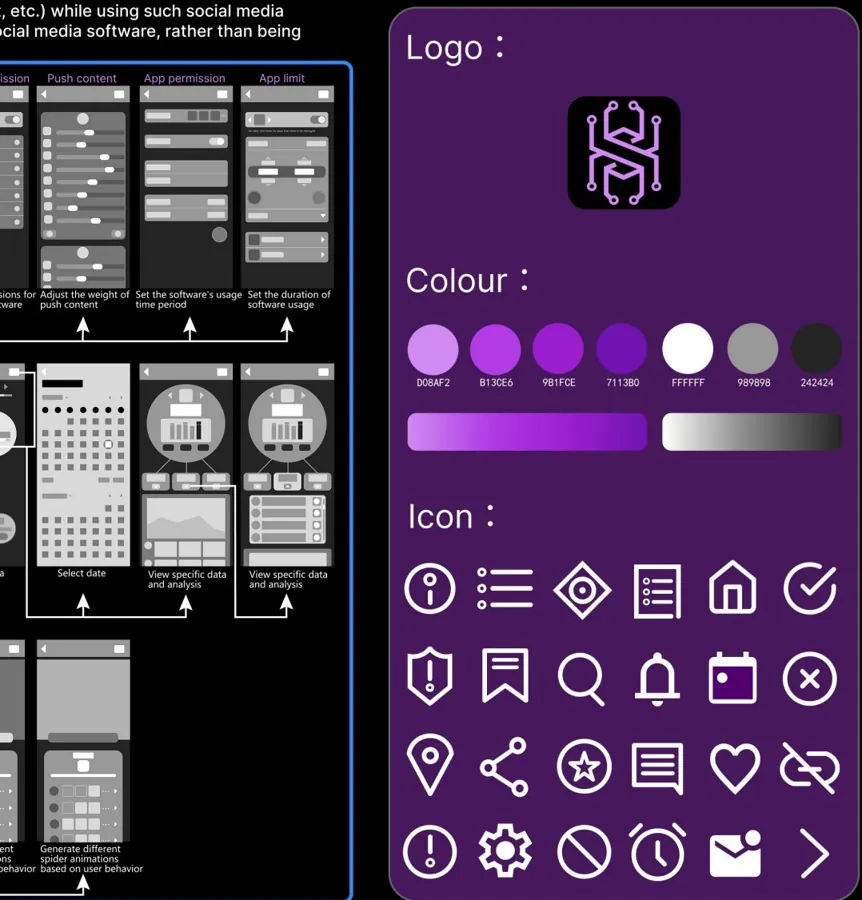 , etc.) while using such social media
ocial media software, rather than being
ission
Push content
App permission
App limit
sions for
tware
Adjust the weight of
push content
Set the software's usage
time period
Set the duration of
software usage
a
Select date
View specific data
and analysis
View specific data
and analysis
ent
ons
behavior
Generate different
spider animations
based on user behavior
Logo：
Colour：
D08AF2
B13CE6
9B1FCE
7113B0
FFFFFF
989898
242424
Icon：